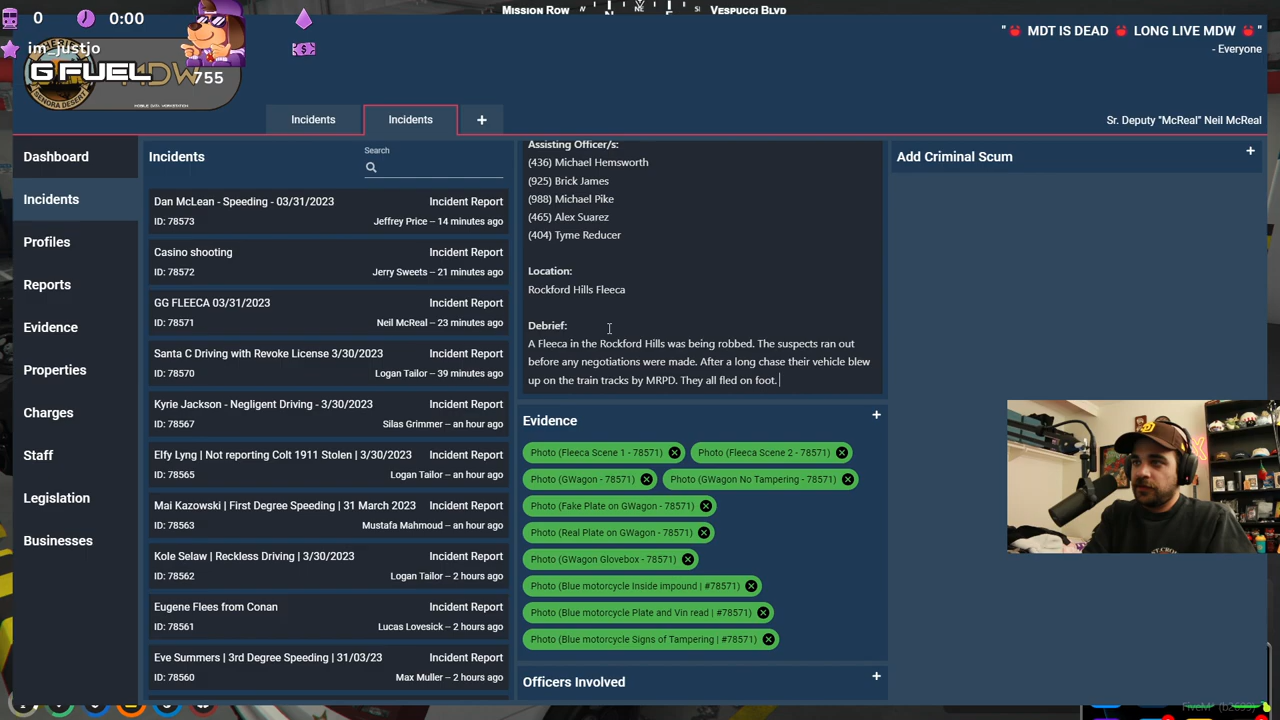 Mission Row
N
Vespucci Blvd
0
0:00
im_justjo
G FUEL
MDW
SENORA DESERT
MOBILE DATA WORKSTATION
755
" MDT IS DEAD LONG LIVE MDW "
- Everyone
Incidents
Incidents
+
Sr. Deputy "McReal" Neil McReal
Dashboard
Incidents
Profiles
Reports
Evidence
Properties
Charges
Staff
Legislation
Businesses
Incidents
Search
Dan McLean - Speeding - 03/31/2023
Incident Report
ID: 78573
Jeffrey Price – 14 minutes ago
Casino shooting
Incident Report
ID: 78572
Jerry Sweets – 21 minutes ago
GG FLEECA 03/31/2023
Incident Report
ID: 78571
Neil McReal – 23 minutes ago
Santa C Driving with Revoke License 3/30/2023
Incident Report
ID: 78570
Logan Tailor – 39 minutes ago
Kyrie Jackson - Negligent Driving - 3/30/2023
Incident Report
ID: 78567
Silas Grimmer – an hour ago
Elfy Lyng | Not reporting Colt 1911 Stolen | 3/30/2023
Incident Report
ID: 78565
Logan Tailor – an hour ago
Mai Kazowski | First Degree Speeding | 31 March 2023
Incident Report
ID: 78563
Mustafa Mahmoud – an hour ago
Kole Selaw | Reckless Driving | 3/30/2023
Incident Report
ID: 78562
Logan Tailor – 2 hours ago
Eugene Flees from Conan
Incident Report
ID: 78561
Lucas Lovesick – 2 hours ago
Eve Summers | 3rd Degree Speeding | 31/03/23
Incident Report
ID: 78560
Max Muller – 2 hours ago
Assisting Officer/s:
(436) Michael Hemsworth
(925) Brick James
(988) Michael Pike
(465) Alex Suarez
(404) Tyme Reducer
Location:
Rockford Hills Fleeca
Debrief:
A Fleeca in the Rockford Hills was being robbed. The suspects ran out
before any negotiations were made. After a long chase their vehicle blew
up on the train tracks by MRPD. They all fled on foot.
Evidence
+
Photo (Fleeca Scene 1 - 78571)
Photo (Fleeca Scene 2 - 78571)
Photo (GWagon - 78571)
Photo (GWagon No Tampering - 78571)
Photo (Fake Plate on GWagon - 78571)
Photo (Real Plate on GWagon - 78571)
Photo (GWagon Glovebox - 78571)
Photo (Blue motorcycle Inside impound | #78571)
Photo (Blue motorcycle Plate and Vin read | #78571)
Photo (Blue motorcycle Signs of Tampering | #78571)
Officers Involved
+
Add Criminal Scum
+